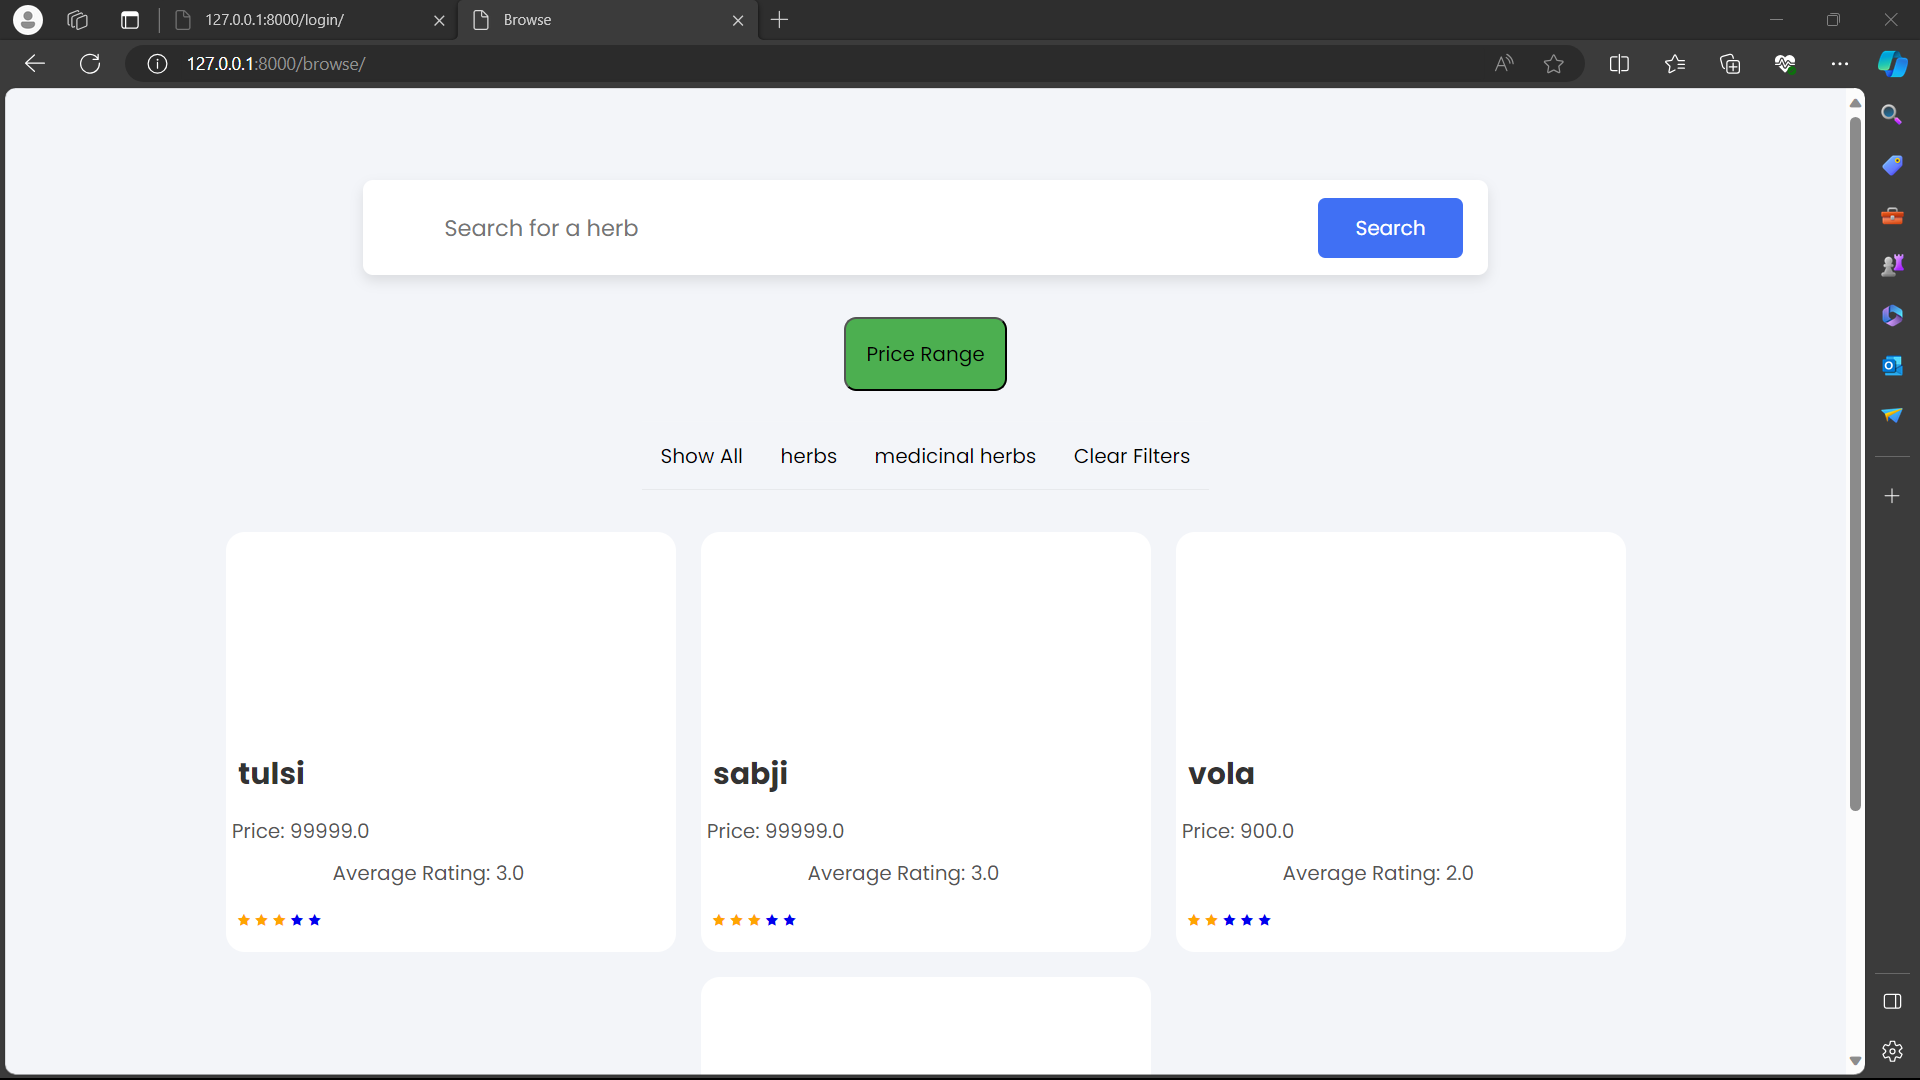 127.0.0.1:8000/login/
Browse
127.0.0.1:8000/browse/
Search for a herb
Search
Price Range
Show All herbs medicinal herbs Clear Filters
tulsi
Price: 99999.0
Average Rating: 3.0
sabji
Price: 99999.0
Average Rating: 3.0
vola
Price: 900.0
Average Rating: 2.0